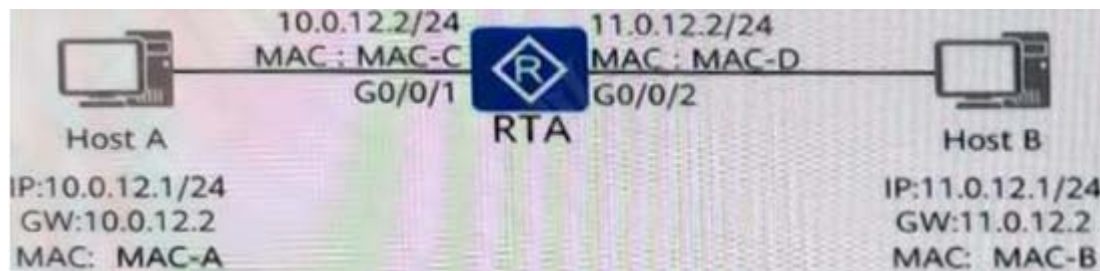 10.0.12.2/24
MAC : MAC-C
G0/0/1
R
RTA
11.0.12.2/24
MAC : MAC-D
G0/0/2
Host A
IP:10.0.12.1/24
GW:10.0.12.2
MAC: MAC-A
Host B
IP:11.0.12.1/24
GW:11.0.12.2
MAC: MAC-B